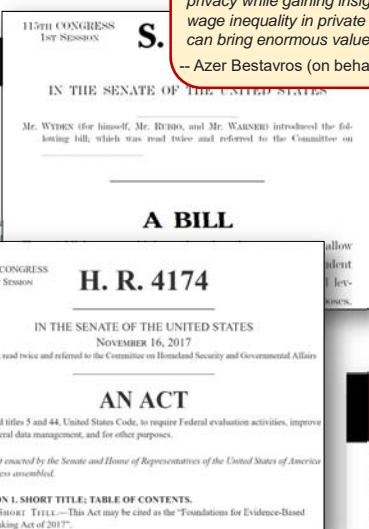 privacy while gaining insig
wage inequality in private
can bring enormous value
-- Azer Bestavros (on beha
115TH CONGRESS
1ST SESSION
S.
IN THE SENATE OF THE UNITED STATES
Mr. WYDEN (for himself, Mr. RUBIO, and Mr. WARNER) introduced the fol-
lowing bill; which was read twice and referred to the Committee on
A BILL
allow
ident
lev-
poses.
CONGRESS
SESSION
H. R. 4174
IN THE SENATE OF THE UNITED STATES
NOVEMBER 16, 2017
read twice and referred to the Committee on Homeland Security and Governmental Affairs
AN ACT
d titles 5 and 44, United States Code, to require Federal evaluation activities, improve
eral data management, and for other purposes.
t enacted by the Senate and House of Representatives of the United States of America
ess assembled,
ON 1. SHORT TITLE; TABLE OF CONTENTS.
SHORT TITLE.—This Act may be cited as the "Foundations for Evidence-Based
king Act of 2017".